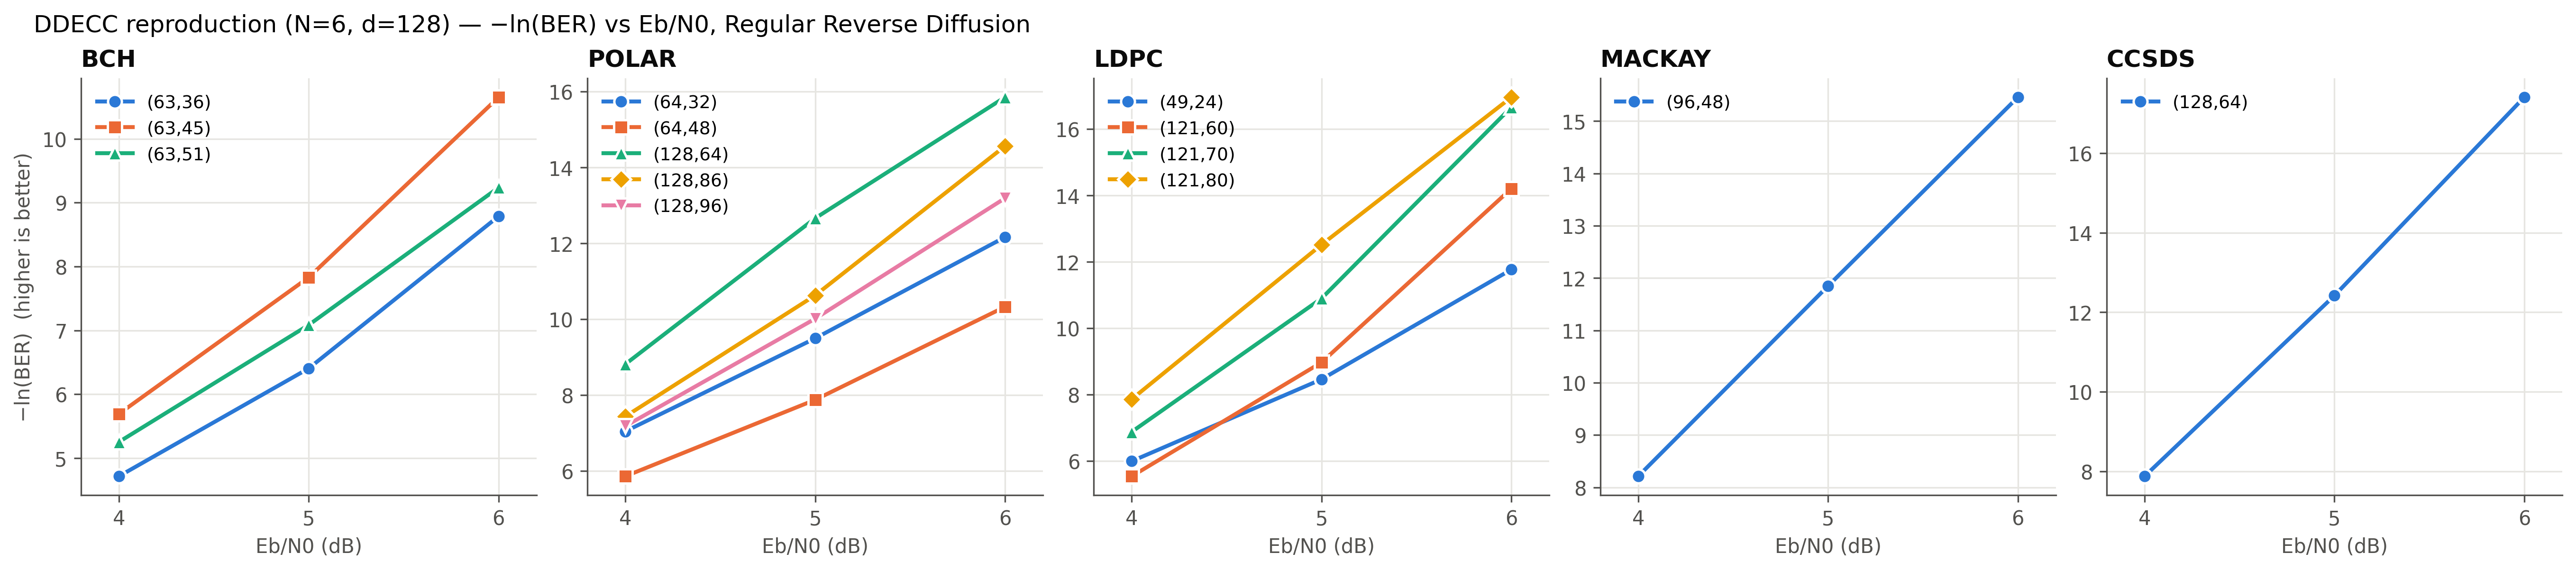 DDECC reproduction (N=6, d=128) — −ln(BER) vs Eb/N0, Regular Reverse Diffusion
BCH
−ln(BER) (higher is better)
10
9
8
7
6
5
(63,36)
(63,45)
(63,51)
4 5 6
Eb/N0 (dB)
POLAR
16
14
12
10
8
6
(64,32)
(64,48)
(128,64)
(128,86)
(128,96)
4 5 6
Eb/N0 (dB)
LDPC
16
14
12
10
8
6
(49,24)
(121,60)
(121,70)
(121,80)
4 5 6
Eb/N0 (dB)
MACKAY
15
14
13
12
11
10
9
8
(96,48)
4 5 6
Eb/N0 (dB)
CCSDS
16
14
12
10
8
(128,64)
4 5 6
Eb/N0 (dB)